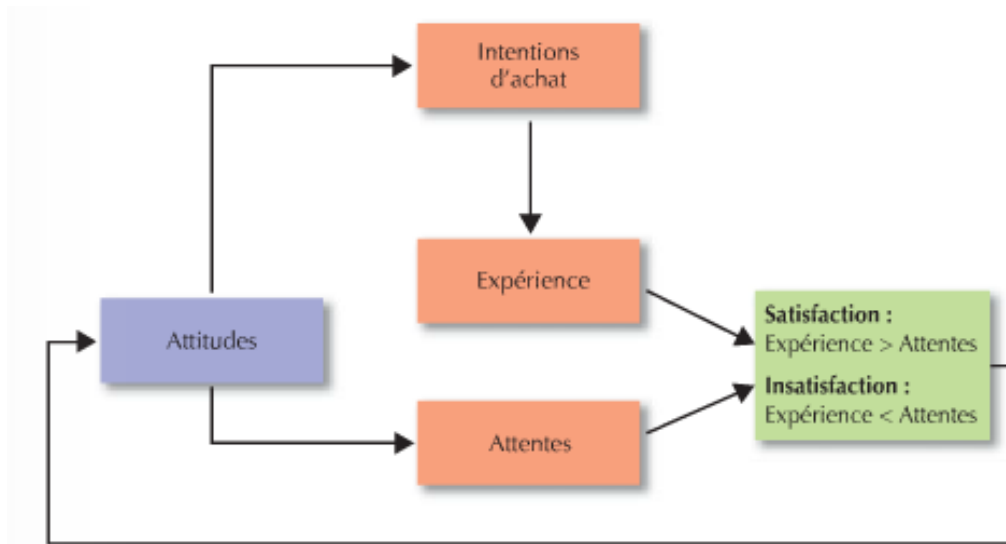 Intentions
d'achat
Expérience
Attitudes
Satisfaction :
Expérience > Attentes
Insatisfaction :
Expérience < Attentes
Attentes